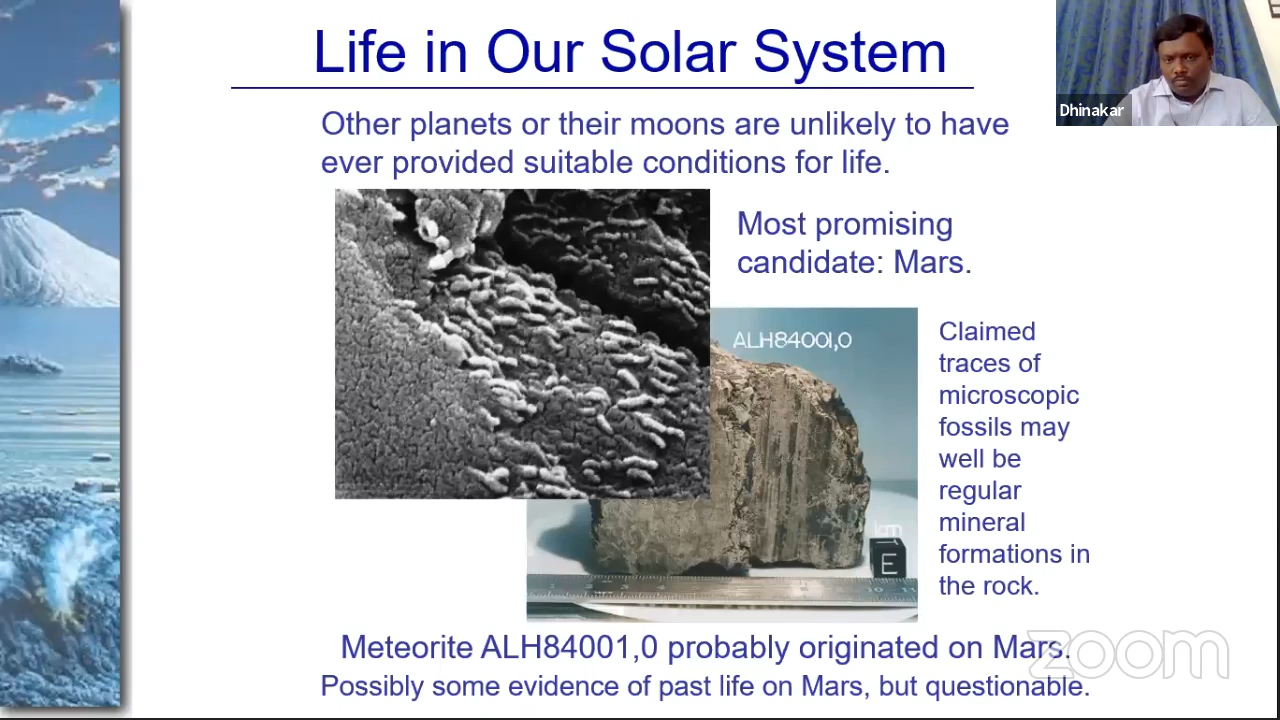 Life in Our Solar System
Dhinakar
Other planets or their moons are unlikely to have
ever provided suitable conditions for life.
Most promising
candidate: Mars.
ALH84001,0
Claimed
traces of
microscopic
fossils may
well be
regular
mineral
formations in
the rock.
1cm
E
10
11
Meteorite ALH84001,0 probably originated on Mars.
Possibly some evidence of past life on Mars, but questionable.
zoom